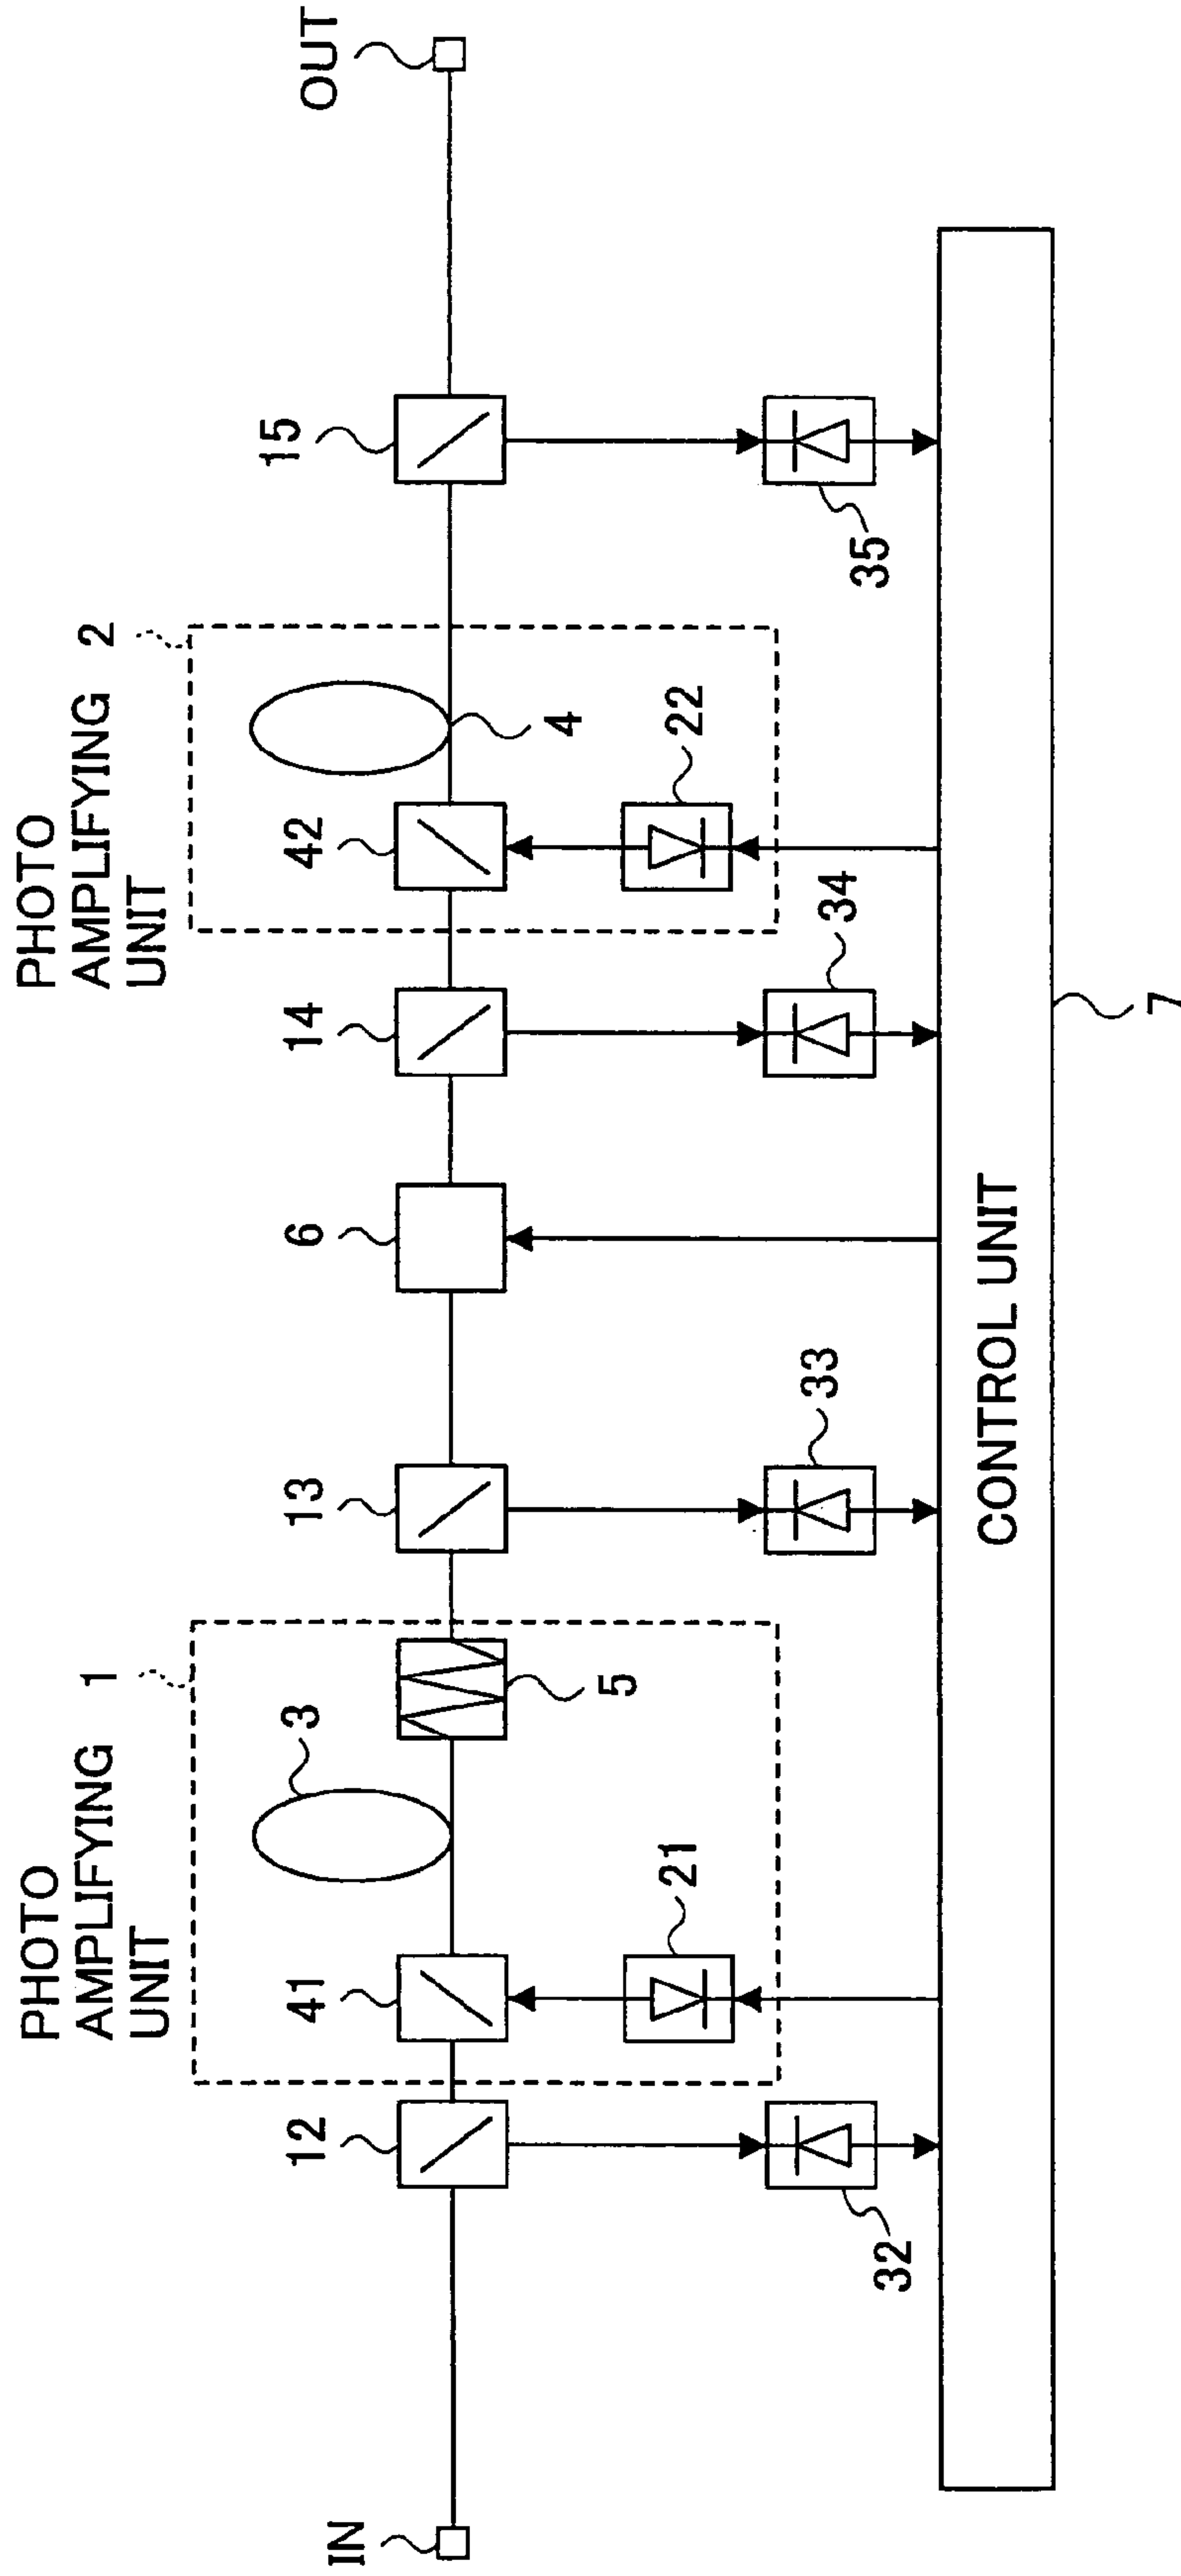 PHOTO
AMPLIFYING 1
UNIT
PHOTO
AMPLIFYING 2
UNIT
IN
12
41
3
5
13
6
14
42
4
15
OUT
21
22
32
33
34
35
CONTROL UNIT
7